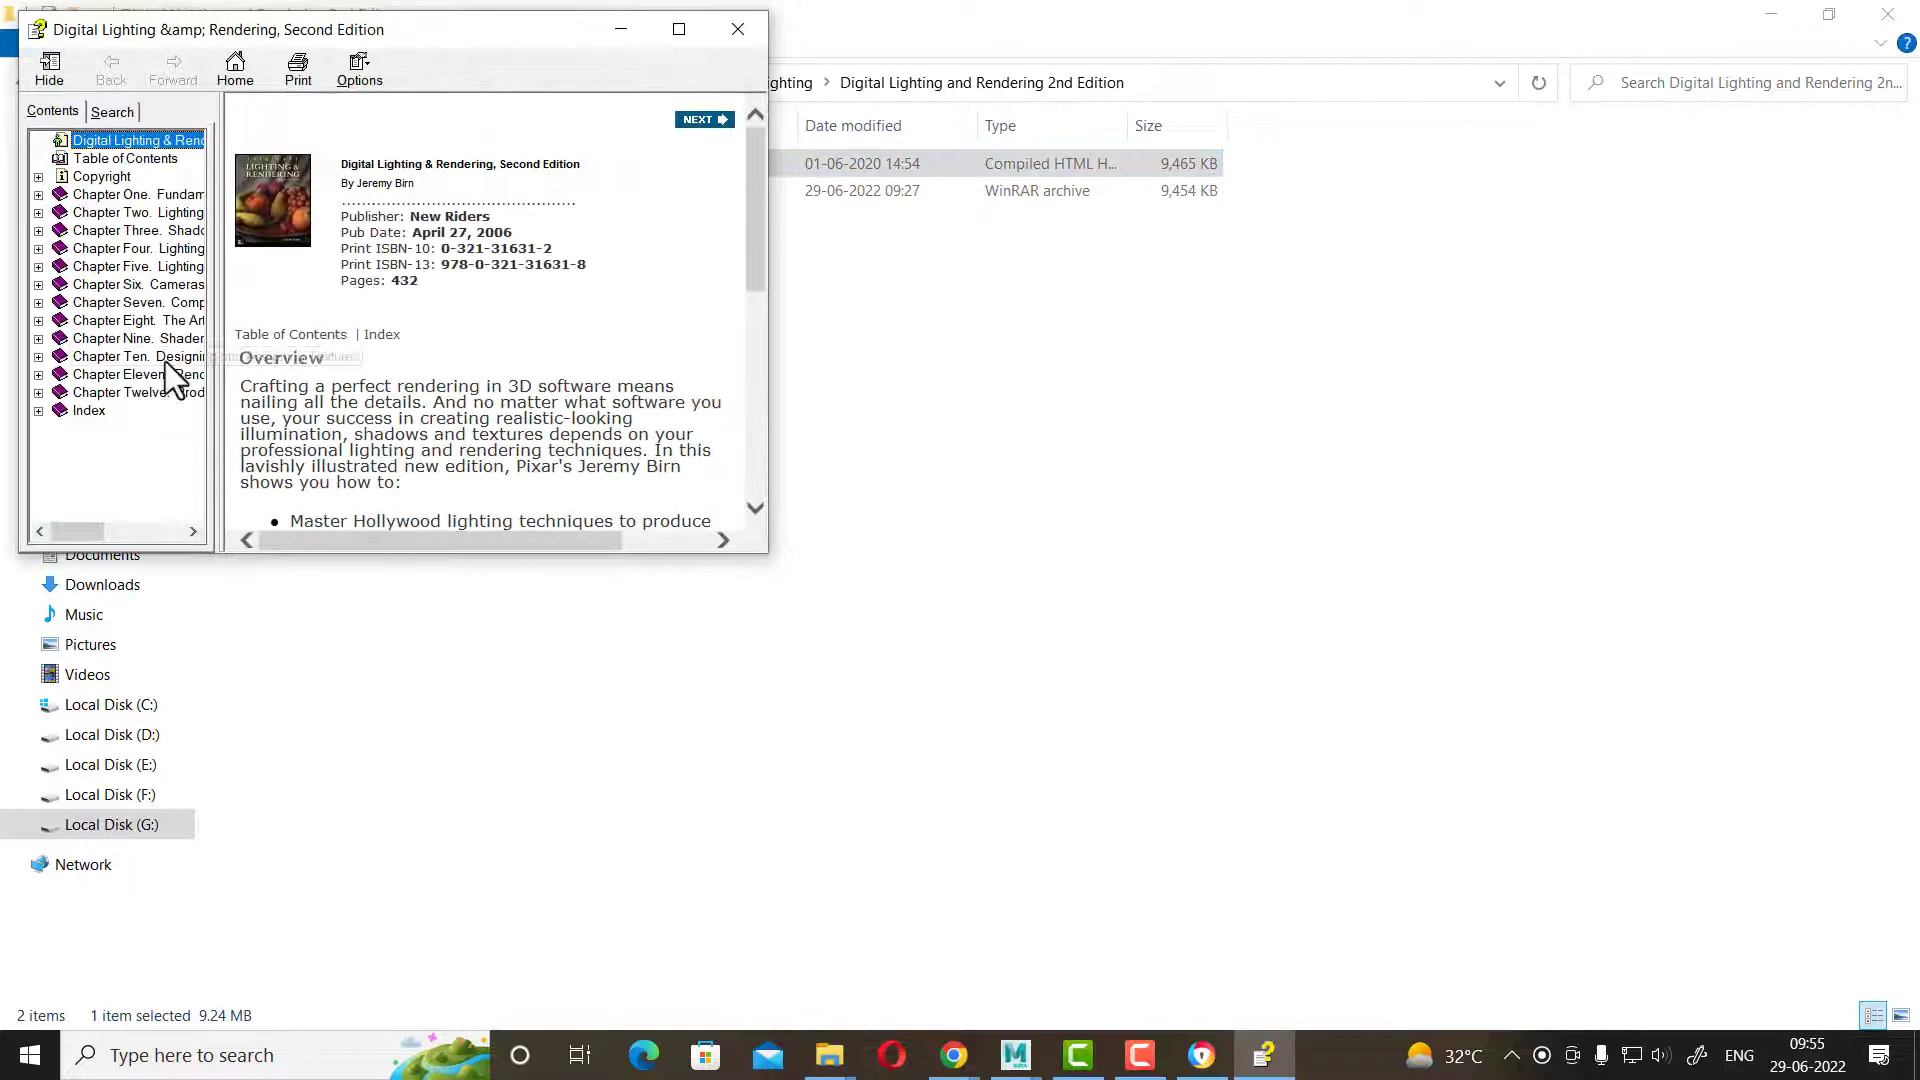 Digital Lighting &amp; Rendering, Second Edition
Hide
Back
Forward
Home
Print
Options
Contents
Search
Digital Lighting & Rend
Table of Contents
Copyright
Chapter One. Fundam
Chapter Two. Lighting
Chapter Three. Shado
Chapter Four. Lighting
Chapter Five. Lighting
Chapter Six. Cameras
Chapter Seven. Comp
Chapter Eight. The Art
Chapter Nine. Shader
Chapter Ten. Designi
Chapter Eleven
Chapter Twelve.
Index
NEXT
LIGHTING &
RENDERING
Digital Lighting & Rendering, Second Edition
By Jeremy Birn
Publisher: New Riders
Pub Date: April 27, 2006
Print ISBN-10: 0-321-31631-2
Print ISBN-13: 978-0-321-31631-8
Pages: 432
Table of Contents | Index
Overview
Crafting a perfect rendering in 3D software means
nailing all the details. And no matter what software you
use, your success in creating realistic-looking
illumination, shadows and textures depends on your
professional lighting and rendering techniques. In this
lavishly illustrated new edition, Pixar's Jeremy Birn
shows you how to:
• Master Hollywood lighting techniques to produce
ghting › Digital Lighting and Rendering 2nd Edition
Search Digital Lighting and Rendering 2n...
Date modified
Type
Size
01-06-2020 14:54
Compiled HTML H...
9,465 KB
29-06-2022 09:27
WinRAR archive
9,454 KB
Documents
Downloads
Music
Pictures
Videos
Local Disk (C:)
Local Disk (D:)
Local Disk (E:)
Local Disk (F:)
Local Disk (G:)
Network
2 items
1 item selected 9.24 MB
Type here to search
32°C
ENG
09:55
29-06-2022